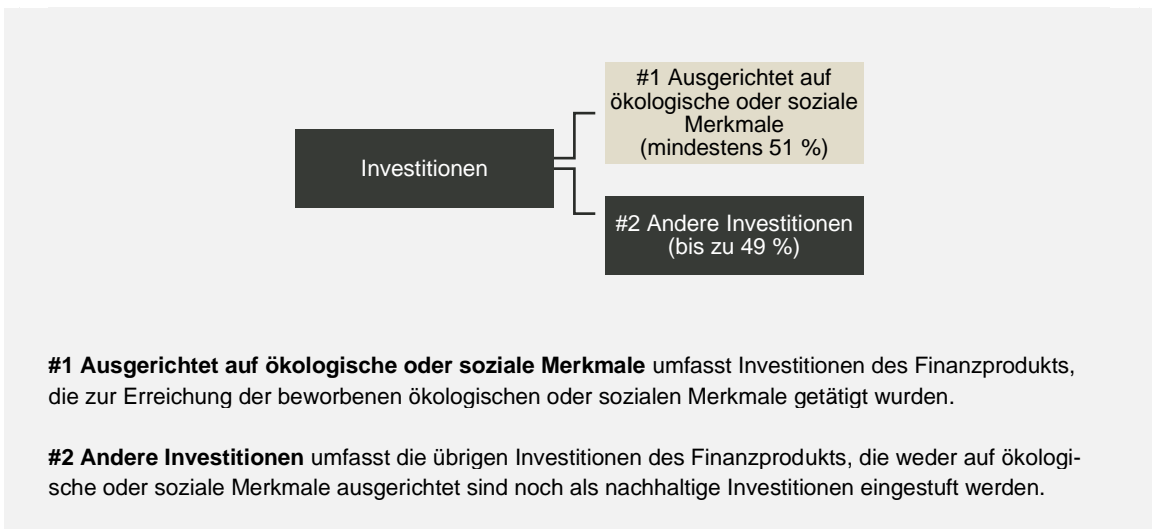 #1 Ausgerichtet auf
ökologische oder soziale
Merkmale
(mindestens 51 %)
Investitionen
#2 Andere Investitionen
(bis zu 49 %)
#1 Ausgerichtet auf ökologische oder soziale Merkmale umfasst Investitionen des Finanzprodukts,
die zur Erreichung der beworbenen ökologischen oder sozialen Merkmale getätigt wurden.
#2 Andere Investitionen umfasst die übrigen Investitionen des Finanzprodukts, die weder auf ökologi-
sche oder soziale Merkmale ausgerichtet sind noch als nachhaltige Investitionen eingestuft werden.